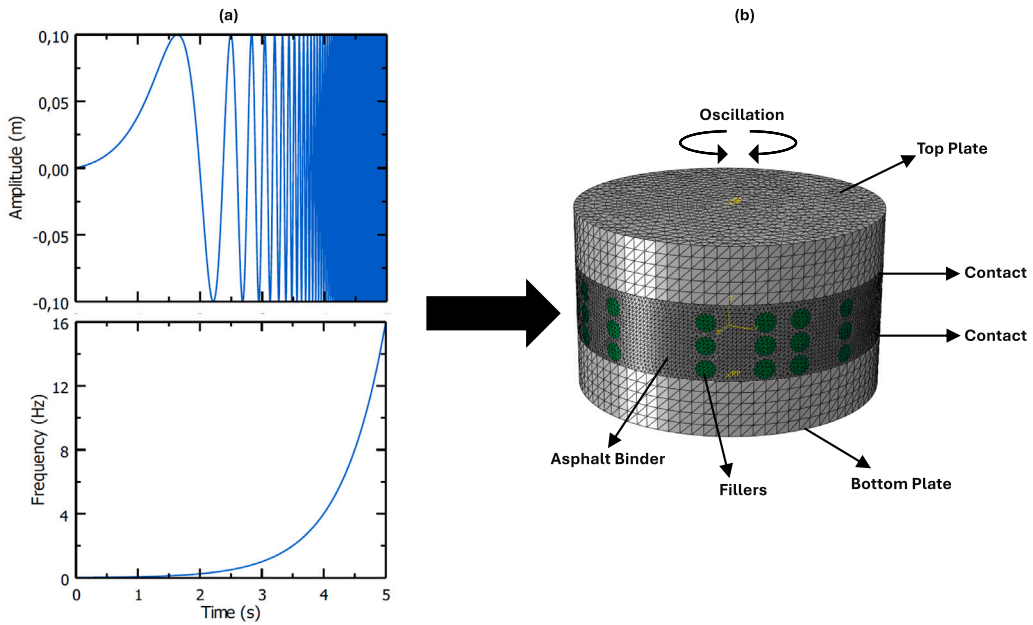 (a)
0,10
0,05
0,00
-0,05
-0,10
Amplitude (m)
16
12
8
4
0
Frequency (Hz)
0 1 2 3 4 5
Time (s)
(b)
Oscillation
Top Plate
Contact
Contact
Asphalt Binder
Fillers
Bottom Plate